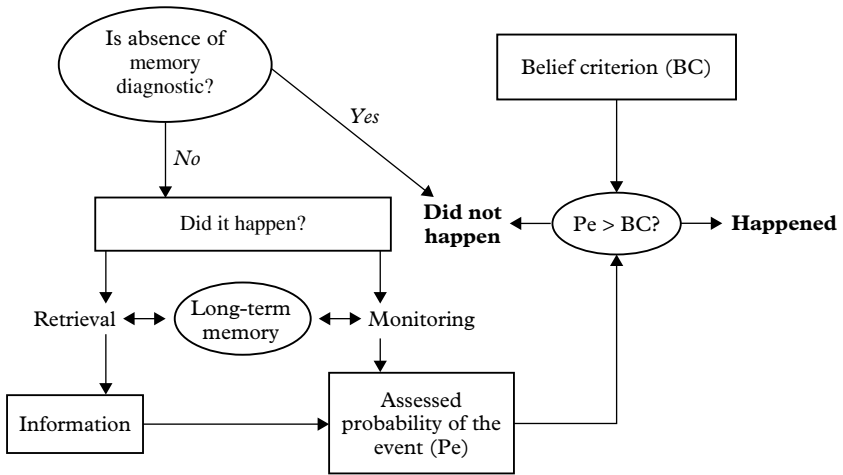 Is absence of
memory
diagnostic?
Belief criterion (BC)
Yes
No
Did it happen?
Did not
happen
Pe > BC?
Happened
Retrieval
Long-term
memory
Monitoring
Information
Assessed
probability of the
event (Pe)